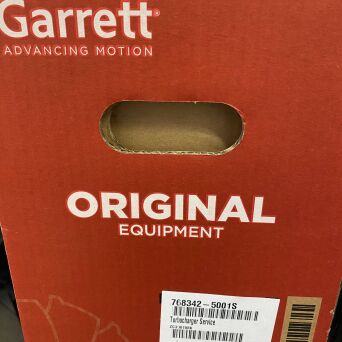 Garrett
ADVANCING MOTION
ORIGINAL
EQUIPMENT
768342-5001S
Turbocharger Service